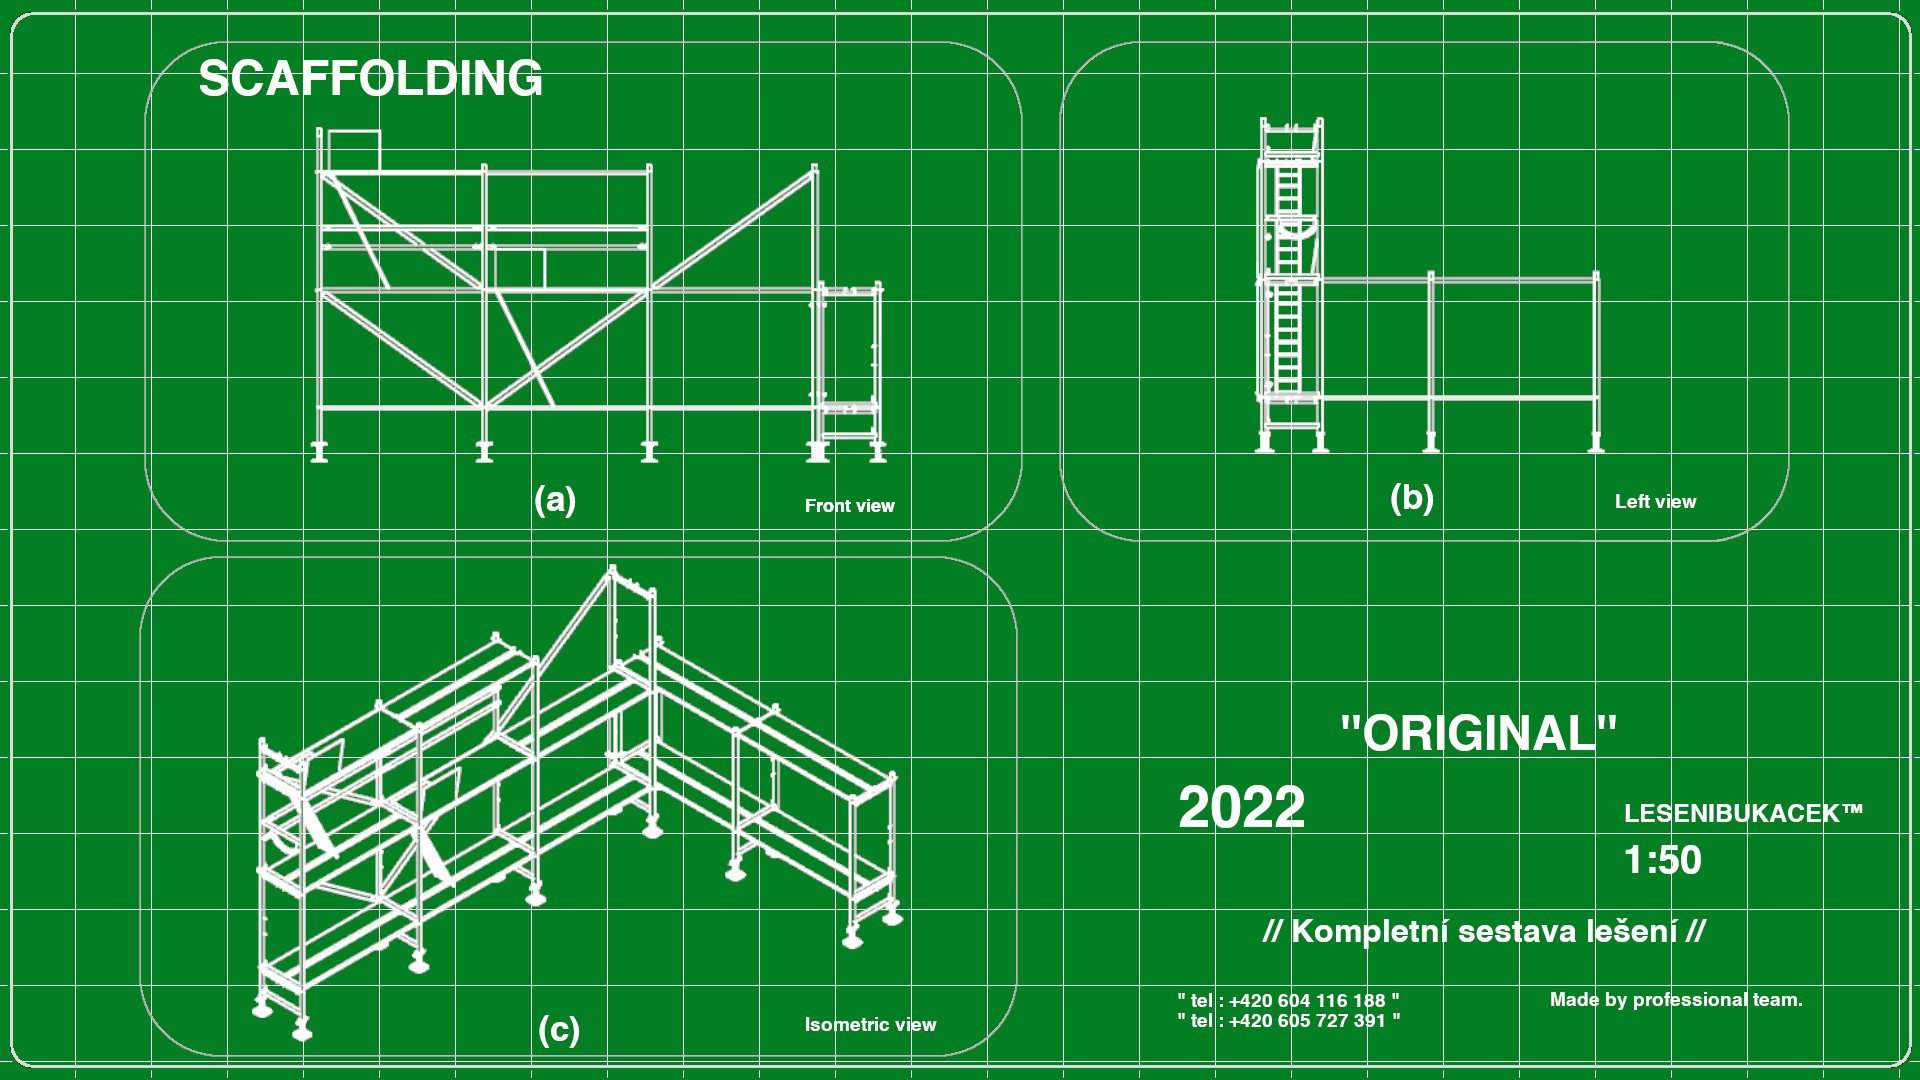 SCAFFOLDING
(a)
Front view
(b)
Left view
(c)
Isometric view
"ORIGINAL"
2022
LESENIBUKACEK™
1:50
// Kompletní sestava lešení //
" tel : +420 604 116 188 "
" tel : +420 605 727 391 "
Made by professional team.